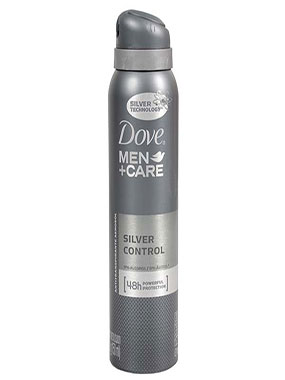 SILVER
TECHNOLOGY
Dove
MEN
+CARE
SILVER
CONTROL
48h POWERFUL
PROTECTION